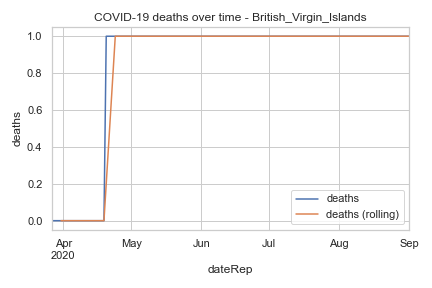 COVID-19 deaths over time - British_Virgin_Islands
deaths
1.0
0.8
0.6
0.4
0.2
0.0
deaths
deaths (rolling)
Apr
2020
May
Jun
Jul
Aug
Sep
dateRep